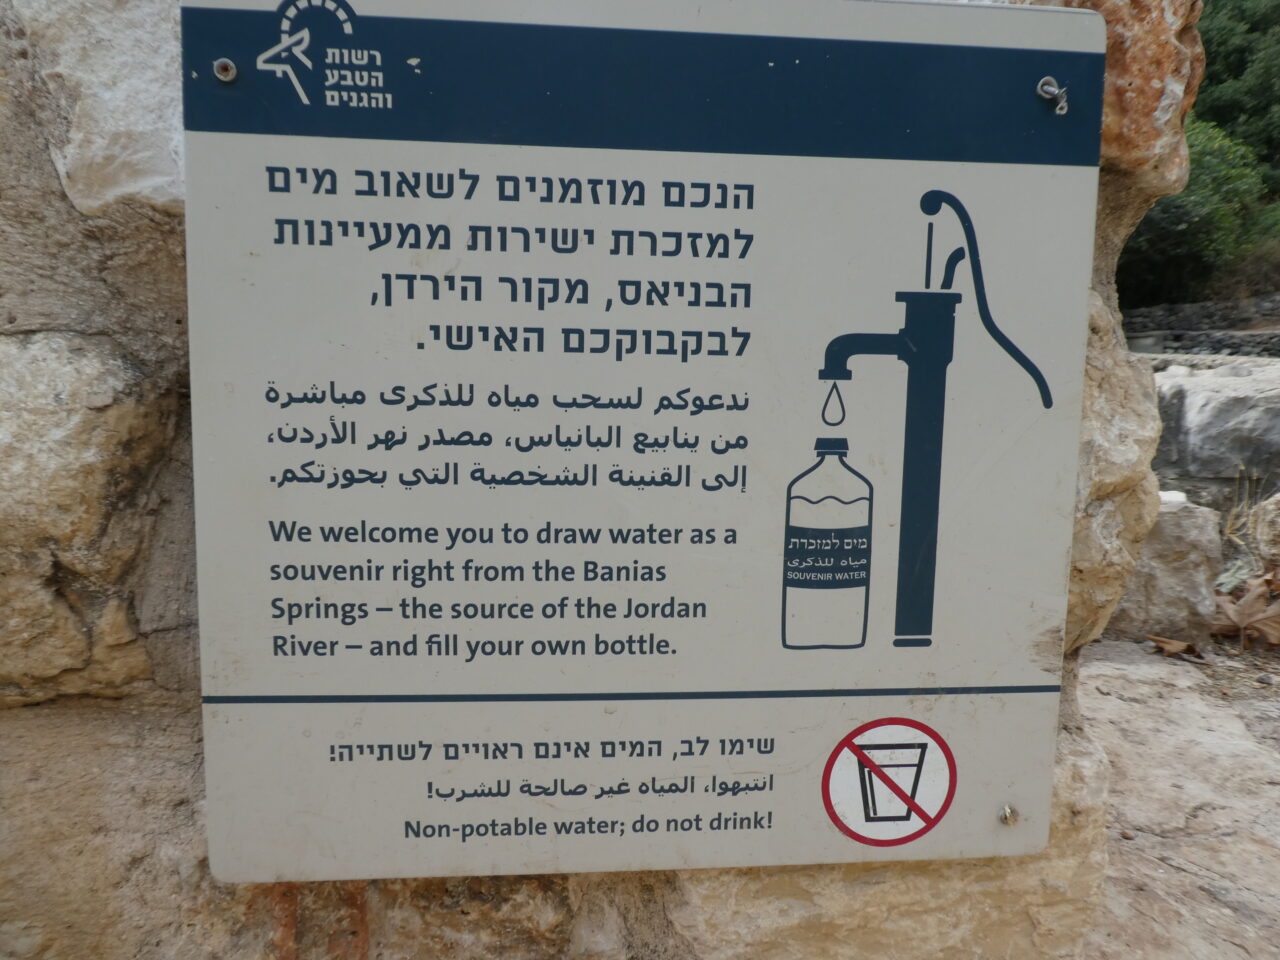 רשות
הטבע
והגנים
הנכם מוזמנים לשאוב מים
למזכרת ישירות ממעיינות
הבניאס, מקור הירדן,
לבקבוקכם האישי.
ندعوكم لسحب مياه للذكرى مباشرة
من ينابيع البانياس، مصدر نهر الأردن،
إلى القنينة الشخصية التي بحوزتكم.
We welcome you to draw water as a
souvenir right from the Banias
Springs – the source of the Jordan
River – and fill your own bottle.
מים למזכרת
مياه للذكرى
SOUVENIR WATER
שימו לב, המים אינם ראויים לשתייה!
انتبهوا، المياه غير صالحة للشرب!
Non-potable water; do not drink!